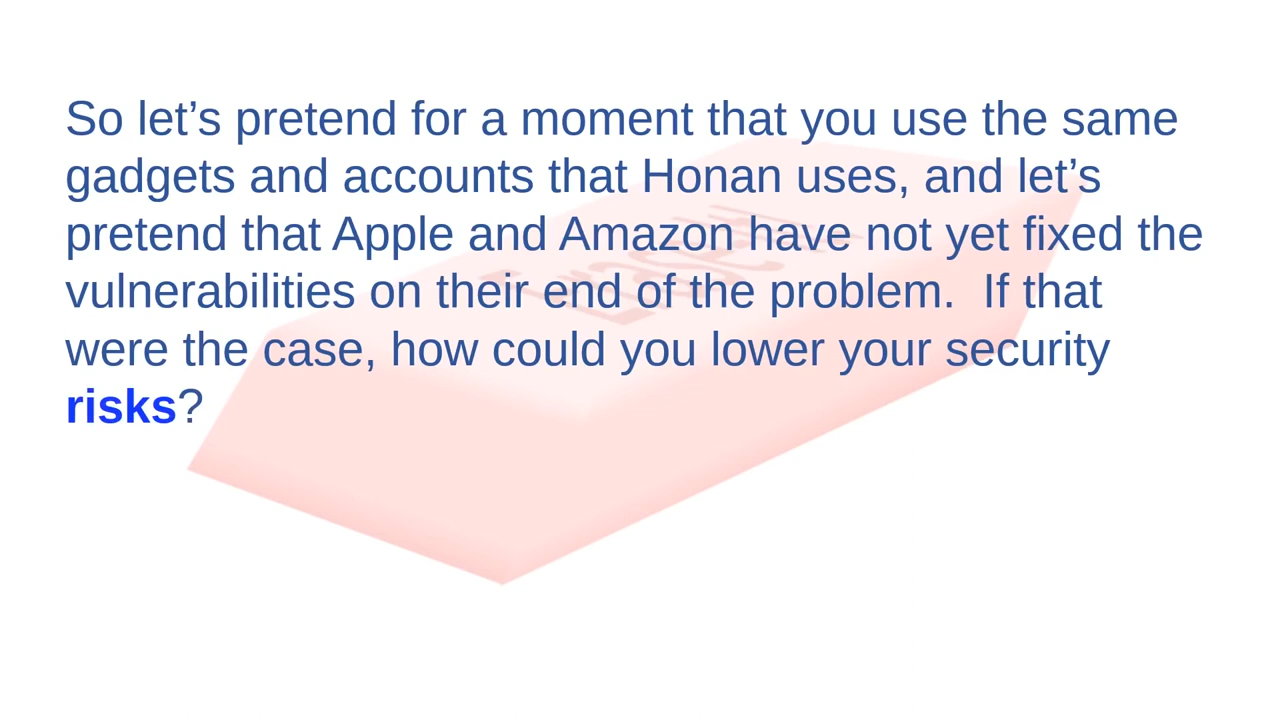 So let’s pretend for a moment that you use the same
gadgets and accounts that Honan uses, and let’s
pretend that Apple and Amazon have not yet fixed the
vulnerabilities on their end of the problem.  If that
were the case, how could you lower your security
risks?